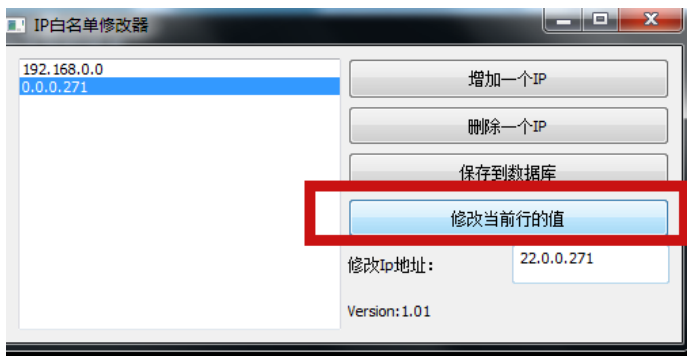 IP白名单修改器
192.168.0.0
0.0.0.271
增加一个IP
删除一个IP
保存到数据库
修改当前行的值
修改Ip地址：
22.0.0.271
Version:1.01